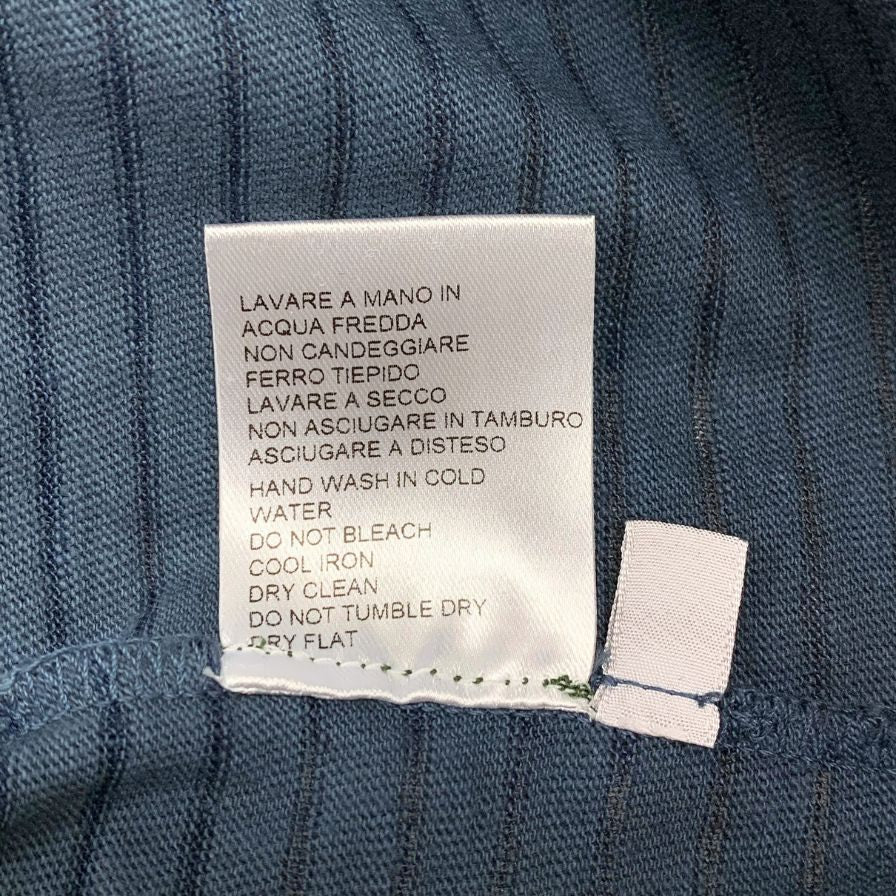 LAVARE A MANO IN
ACQUA FREDDA
NON CANDEGGIARE
FERRO TIEPIDO
LAVARE A SECCO
NON ASCIUGARE IN TAMBURO
ASCIUGARE A DISTESO
HAND WASH IN COLD
WATER
DO NOT BLEACH
COOL IRON
DRY CLEAN
DO NOT TUMBLE DRY
DRY FLAT